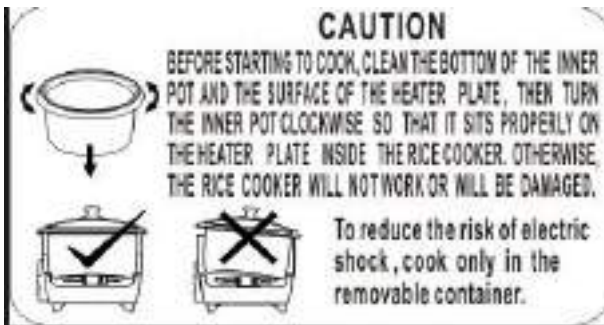 CAUTION
BEFORE STARTING TO COOK, CLEAN THE BOTTOM OF THE INNER
POT AND THE SURFACE OF THE HEATER PLATE, THEN TURN
THE INNER POT CLOCKWISE SO THAT IT SITS PROPERLY ON
THE HEATER PLATE INSIDE THE RICE COOKER. OTHERWISE,
THE RICE COOKER WILL NOT WORK OR WILL BE DAMAGED.
To reduce the risk of electric
shock, cook only in the
removable container.